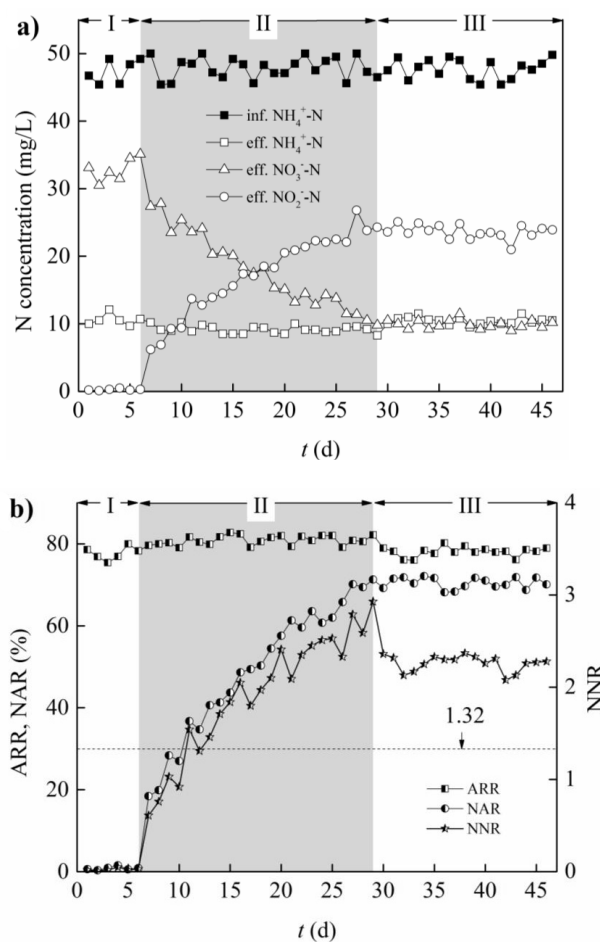 a)
I II III
60
50
40
30
20
10
0
N concentration (mg/L)
inf. NH₄⁺-N
eff. NH₄⁺-N
eff. NO₃⁻-N
eff. NO₂⁻-N
0 5 10 15 20 25 30 35 40 45
t (d)
b)
I II III
80
60
40
20
0
ARR, NAR (%)
4
3
2
1
0
NNR
1.32
ARR
NAR
NNR
0 5 10 15 20 25 30 35 40 45
t (d)